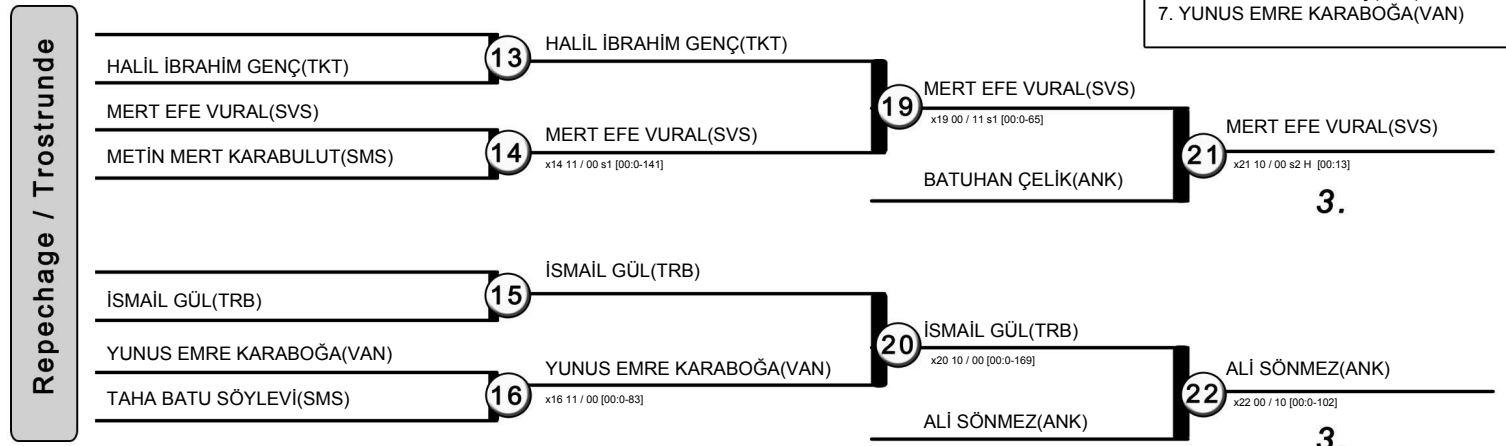 7. YUNUS EMRE KARABOĞA(VAN)
Repechage / Trostrunde
HALİL İBRAHİM GENÇ(TKT)
13
HALİL İBRAHİM GENÇ(TKT)
MERT EFE VURAL(SVS)
METİN MERT KARABULUT(SMS)
14
MERT EFE VURAL(SVS)
x14 11 / 00 s1 [00:0-141]
19
MERT EFE VURAL(SVS)
x19 00 / 11 s1 [00:0-65]
BATUHAN ÇELİK(ANK)
21
MERT EFE VURAL(SVS)
x21 10 / 00 s2 H [00:13]
3.
İSMAİL GÜL(TRB)
15
İSMAİL GÜL(TRB)
YUNUS EMRE KARABOĞA(VAN)
TAHA BATU SÖYLEVİ(SMS)
16
YUNUS EMRE KARABOĞA(VAN)
x16 11 / 00 [00:0-83]
20
İSMAİL GÜL(TRB)
x20 10 / 00 [00:0-169]
ALİ SÖNMEZ(ANK)
22
ALİ SÖNMEZ(ANK)
x22 00 / 10 [00:0-102]
3